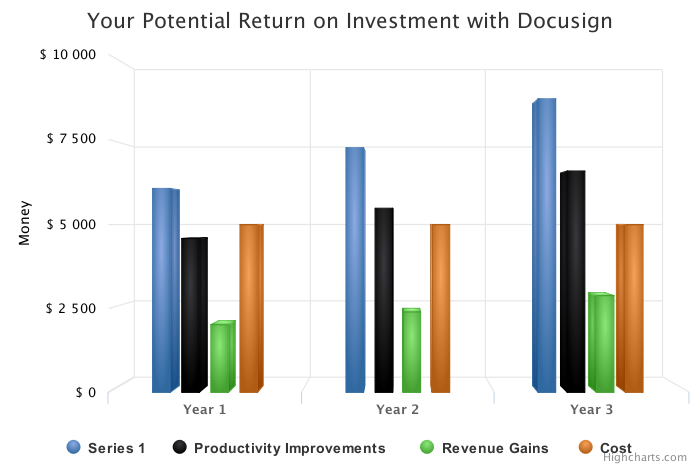 Your Potential Return on Investment with Docusign
$ 10 000
$ 7 500
$ 5 000
$ 2 500
$ 0
Money
Year 1
Year 2
Year 3
Series 1
Productivity Improvements
Revenue Gains
Cost
Highcharts.com